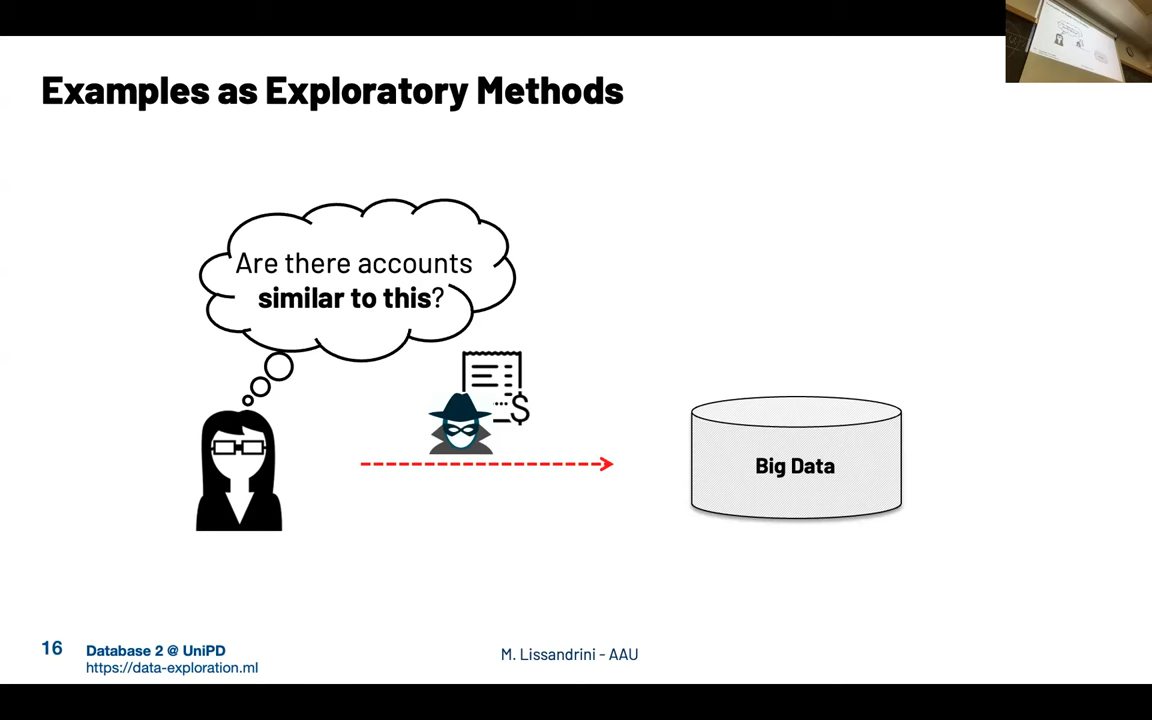 Examples as Exploratory Methods
Are there accounts
similar to this?
$
Big Data
16
Database 2 @ UniPD
https://data-exploration.ml
M. Lissandrini - AAU